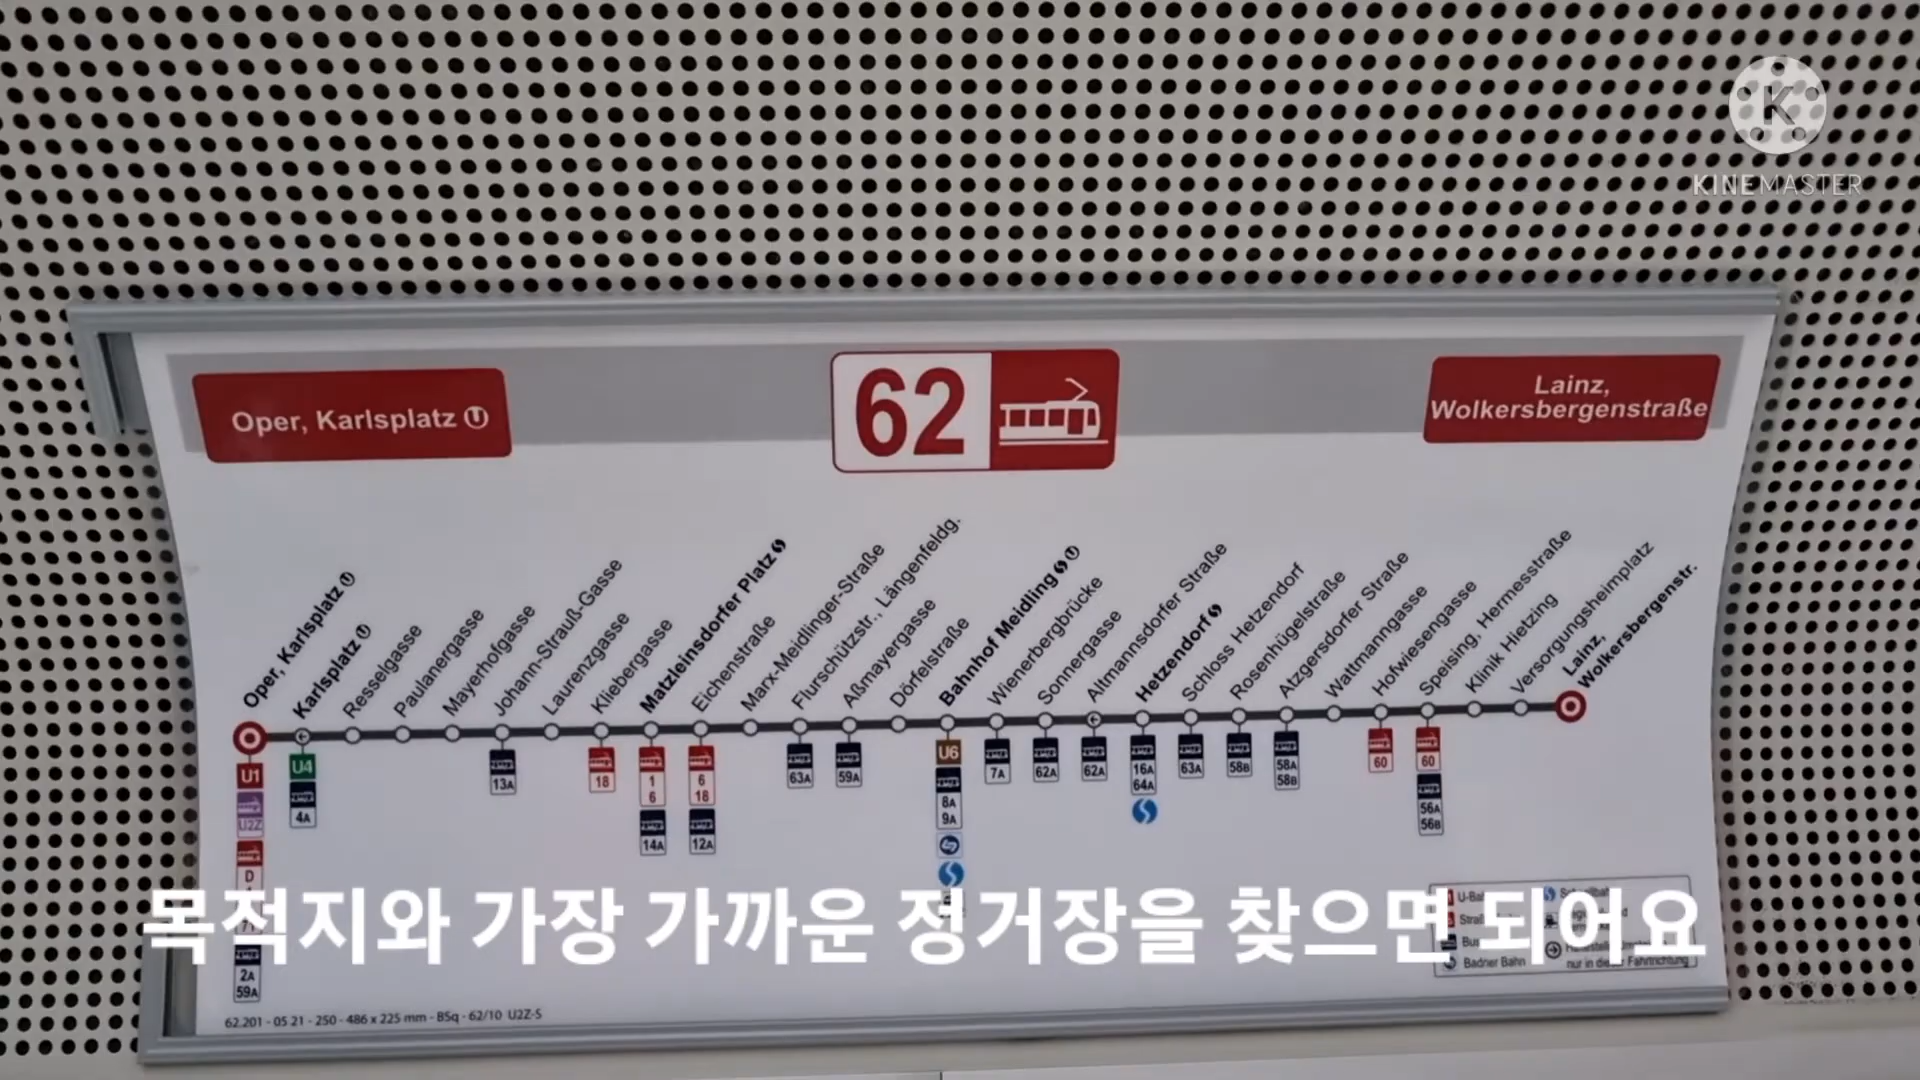 KINEMASTER
Oper, Karlsplatz U
62
Lainz,
Wolkersbergenstraße
Oper, Karlsplatz U
Karlsplatz U
Resselgasse
Paulanergasse
Mayerhofgasse
Johann-Strauß-Gasse
Laurenzgasse
Kliebergasse
Matzleinsdorfer Platz S
Eichenstraße
Marx-Meidlinger-Straße
Flurschützstr., Längenfeldg.
Aßmayergasse
Dörfelstraße
Bahnhof Meidling S U
Wienerbergbrücke
Sonnergasse
Altmannsdorfer Straße
Hetzendorf S
Schloss Hetzendorf
Rosenhügelstraße
Atzgersdorfer Straße
Wattmanngasse
Hofwiesengasse
Speising, Hermesstraße
Klinik Hietzing
Versorgungsheimplatz
Lainz,
Wolkersbergenstr.
U1
U2Z
D
2A
59A
U4
4A
13A
18
1
6
14A
6
18
12A
63A
59A
U6
8A
9A
7A
62A
62A
16A
64A
63A
58B
58A
58B
60
60
56A
56B
목적지와 가장 가까운 정거장을 찾으면 되어요
Badner Bahn
nur in dieser Fahrtrichtung
62.201 - 05 21 - 250 - 486 x 225 mm - BSq - 62/10 U2Z-S